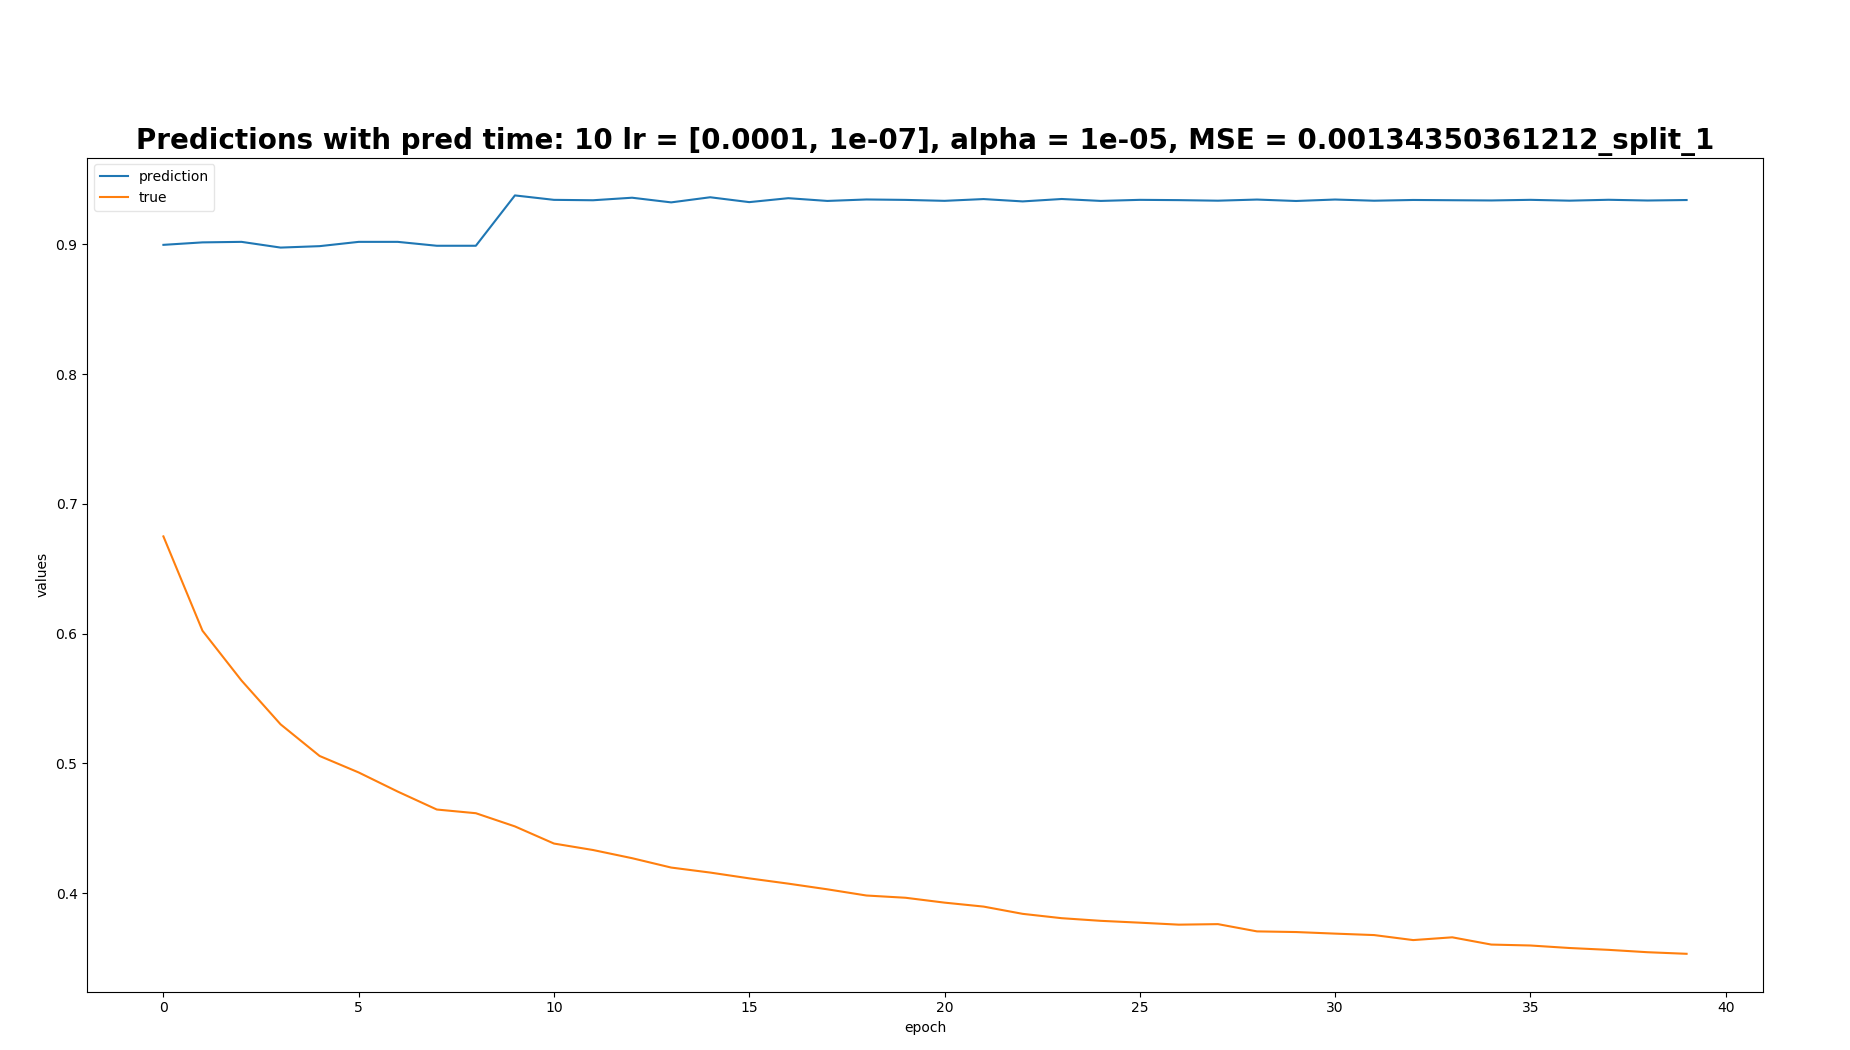 Predictions with pred time: 10 lr = [0.0001, 1e-07], alpha = 1e-05, MSE = 0.00134350361212_split_1
prediction
true
0.9
0.8
0.7
0.6
0.5
0.4
values
0 5 10 15 20 25 30 35 40
epoch